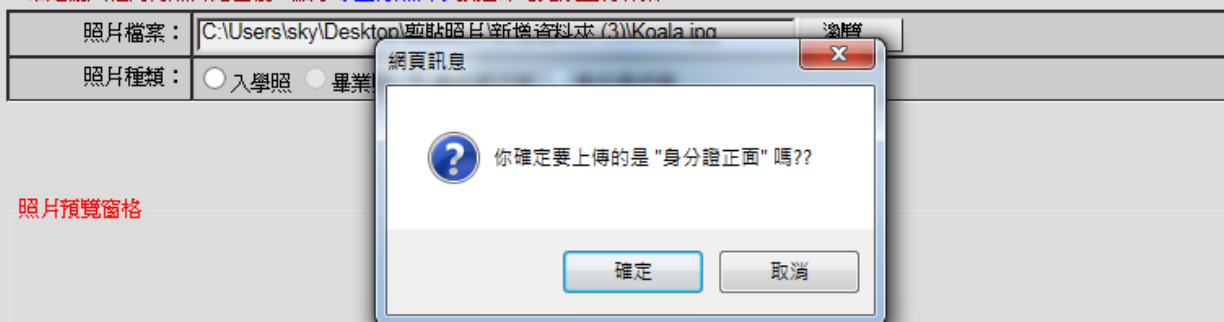 照片檔案：
C:\Users\sky\Desktop\剪貼照片\新增資料夾 (3)\Koala.jpg
瀏覽
照片種類：
入學照
畢業
網頁訊息
你確定要上傳的是 "身分證正面" 嗎??
確定
取消
照片預覽窗格